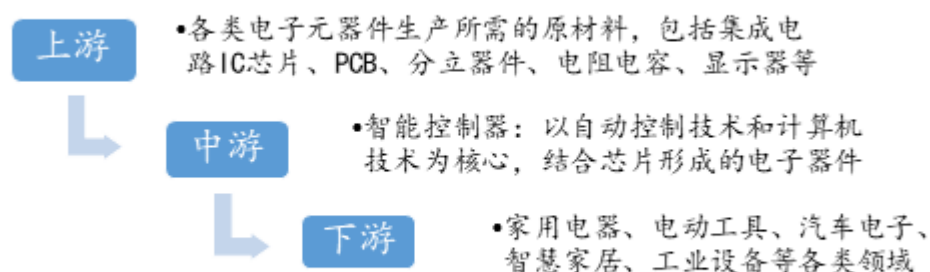 上游
•各类电子元器件生产所需的原材料，包括集成电
路IC芯片、PCB、分立器件、电阻电容、显示器等
中游
•智能控制器：以自动控制技术和计算机
技术为核心，结合芯片形成的电子器件
下游
•家用电器、电动工具、汽车电子、
智慧家居、工业设备等各类领域